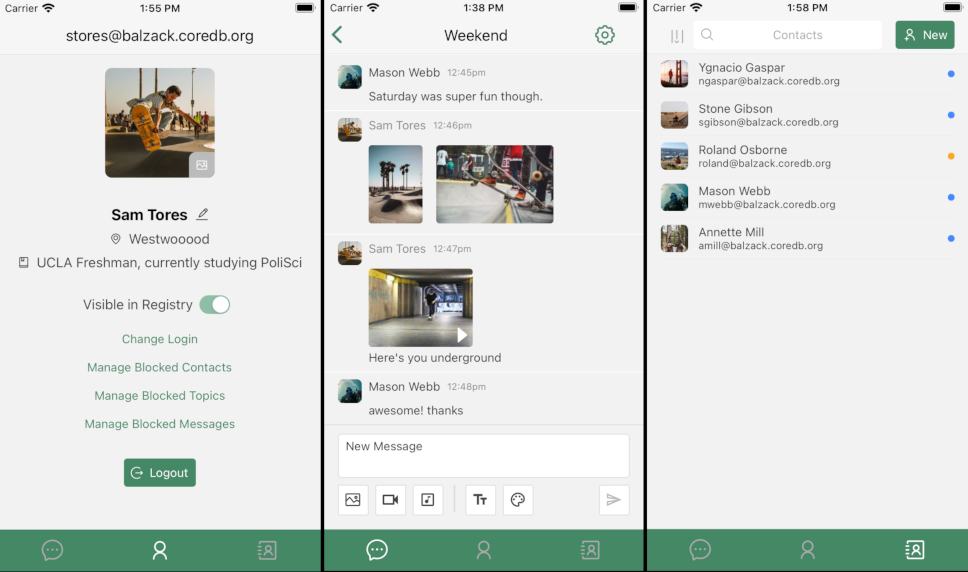 Carrier 1:55 PM
stores@balzack.coredb.org
Sam Tores
Westwooood
UCLA Freshman, currently studying PoliSci
Visible in Registry
Change Login
Manage Blocked Contacts
Manage Blocked Topics
Manage Blocked Messages
Logout
Carrier 1:38 PM
Weekend
Mason Webb 12:45pm
Saturday was super fun though.
Sam Tores 12:46pm
Sam Tores 12:47pm
Here's you underground
Mason Webb 12:48pm
awesome! thanks
New Message
TT
Carrier 1:58 PM
Contacts
New
Ygnacio Gaspar
ngaspar@balzack.coredb.org
Stone Gibson
sgibson@balzack.coredb.org
Roland Osborne
roland@balzack.coredb.org
Mason Webb
mwebb@balzack.coredb.org
Annette Mill
amill@balzack.coredb.org